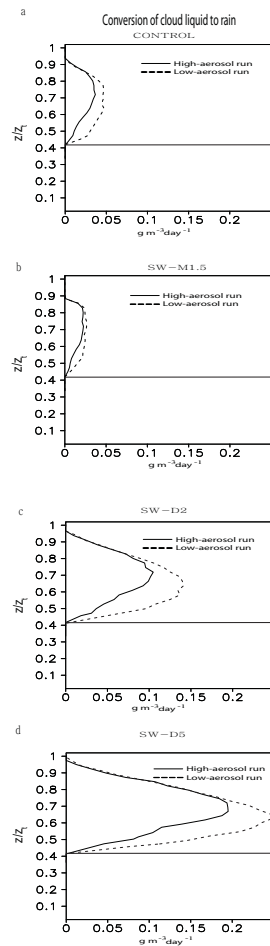 a
Conversion of cloud liquid to rain
CONTROL
High-aerosol run
Low-aerosol run
1
0.9
0.8
0.7
0.6
0.5
0.4
0.3
0.2
0.1
z/zt
0 0.05 0.1 0.15 0.2
g m-3day-1
b
SW-M1.5
High-aerosol run
Low-aerosol run
1
0.9
0.8
0.7
0.6
0.5
0.4
0.3
0.2
0.1
z/zt
0 0.05 0.1 0.15 0.2
g m-3day-1
c
SW-D2
High-aerosol run
Low-aerosol run
1
0.9
0.8
0.7
0.6
0.5
0.4
0.3
0.2
0.1
z/zt
0 0.05 0.1 0.15 0.2
g m-3day-1
d
SW-D5
High-aerosol run
Low-aerosol run
1
0.9
0.8
0.7
0.6
0.5
0.4
0.3
0.2
0.1
z/zt
0 0.05 0.1 0.15 0.2
g m-3day-1